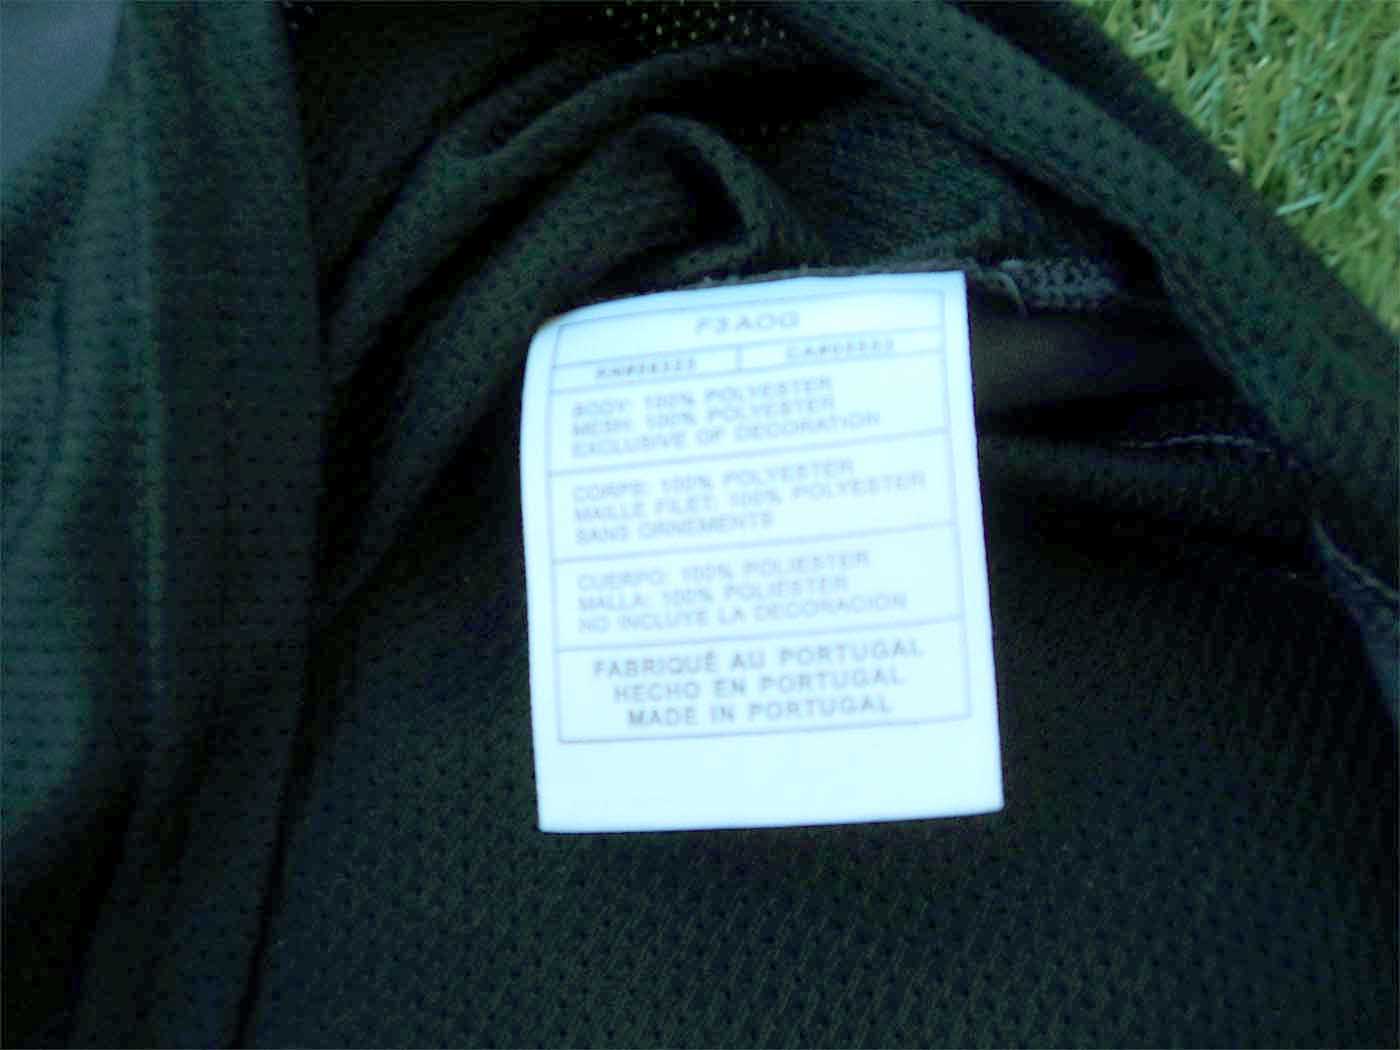 BODY: 100% POLYESTER
MESH: 100% POLYESTER
EXCLUSIVE OF DECORATION
CORPS: 100% POLYESTER
MAILLE FILET: 100% POLYESTER
SANS ORNEMENTS
CUERPO: 100% POLIESTER
MALLA: 100% POLIESTER
NO INCLUYE LA DECORACION
FABRIQUÉ AU PORTUGAL
HECHO EN PORTUGAL
MADE IN PORTUGAL